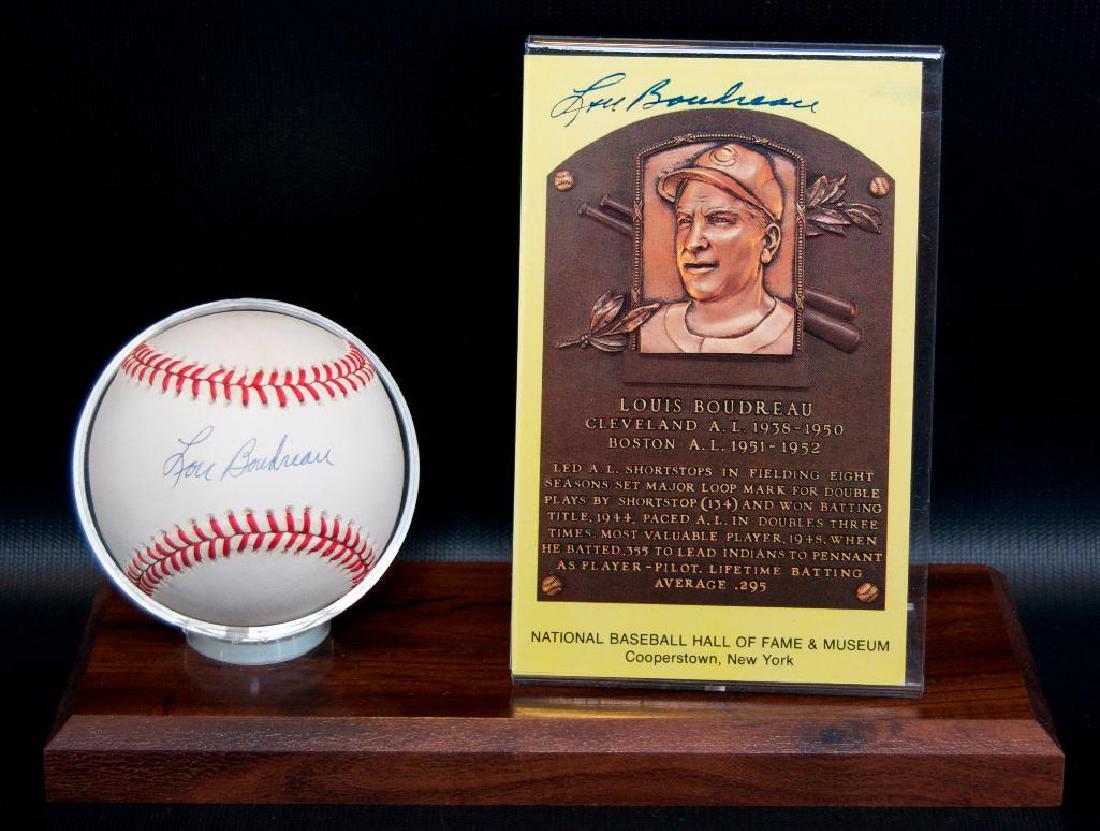 Lou Boudreau
Lou Boudreau
C
LOUIS BOUDREAU
CLEVELAND A.L. 1938-1950
BOSTON A.L. 1951-1952
LED A.L. SHORTSTOPS IN FIELDING EIGHT
SEASONS. SET MAJOR LOOP MARK FOR DOUBLE
PLAYS BY SHORTSTOP (134) AND WON BATTING
TITLE, 1944. PACED A.L. IN DOUBLES THREE
TIMES. MOST VALUABLE PLAYER, 1948, WHEN
HE BATTED .355 TO LEAD INDIANS TO PENNANT
AS PLAYER-PILOT. LIFETIME BATTING
AVERAGE .295
NATIONAL BASEBALL HALL OF FAME & MUSEUM
Cooperstown, New York